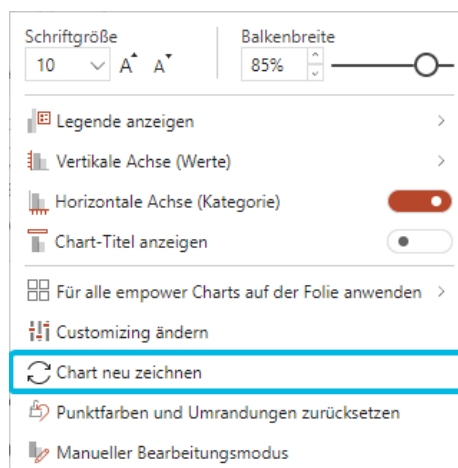 Schriftgröße Balkenbreite
10 A A 85%
Legende anzeigen
Vertikale Achse (Werte)
Horizontale Achse (Kategorie)
Chart-Titel anzeigen
Für alle empower Charts auf der Folie anwenden
Customizing ändern
Chart neu zeichnen
Punktfarben und Umrandungen zurücksetzen
Manueller Bearbeitungsmodus